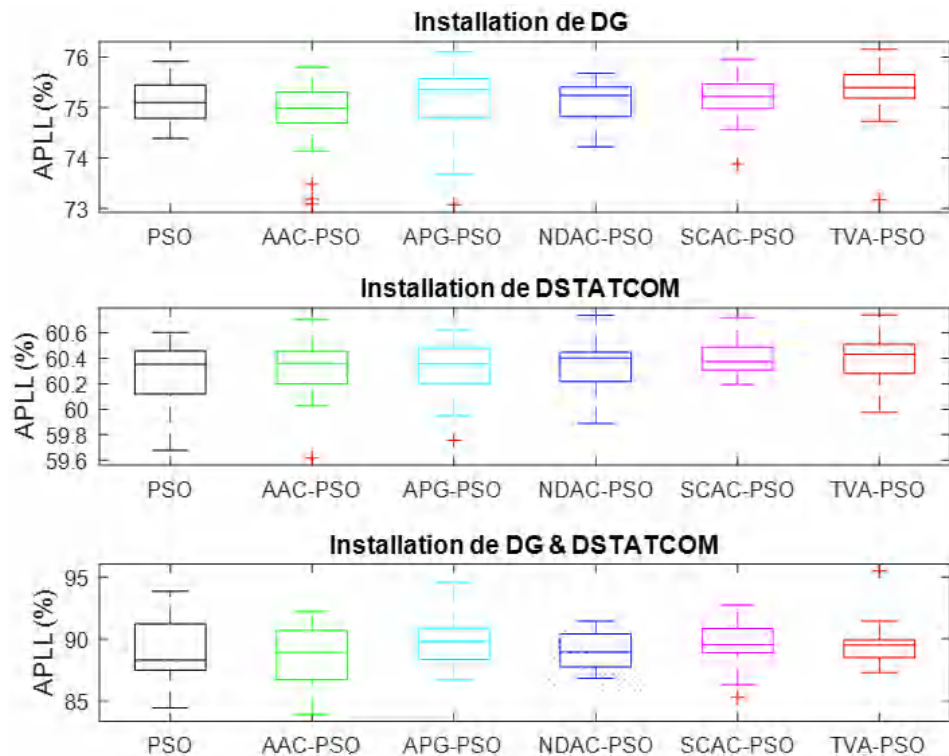 Installation de DG
APLL (%)
76
75
74
73
PSO AAC-PSO APG-PSO NDAC-PSO SCAC-PSO TVA-PSO
Installation de DSTATCOM
APLL (%)
60.6
60.4
60.2
60
59.8
59.6
PSO AAC-PSO APG-PSO NDAC-PSO SCAC-PSO TVA-PSO
Installation de DG & DSTATCOM
APLL (%)
95
90
85
PSO AAC-PSO APG-PSO NDAC-PSO SCAC-PSO TVA-PSO